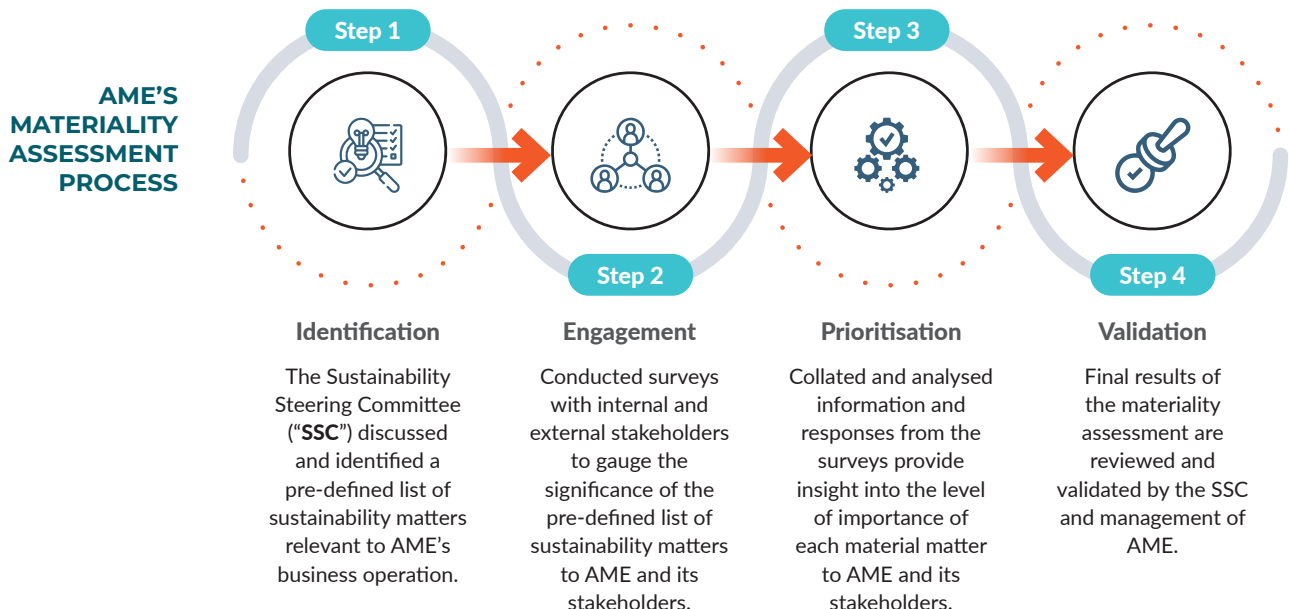 AME'S
MATERIALITY
ASSESSMENT
PROCESS
Step 1
Identification
The Sustainability
Steering Committee
(“SSC”) discussed
and identified a
pre-defined list of
sustainability matters
relevant to AME's
business operation.
Step 2
Engagement
Conducted surveys
with internal and
external stakeholders
to gauge the
significance of the
pre-defined list of
sustainability matters
to AME and its
stakeholders.
Step 3
Prioritisation
Collated and analysed
information and
responses from the
surveys provide
insight into the level
of importance of
each material matter
to AME and its
stakeholders.
Step 4
Validation
Final results of
the materiality
assessment are
reviewed and
validated by the SSC
and management of
AME.